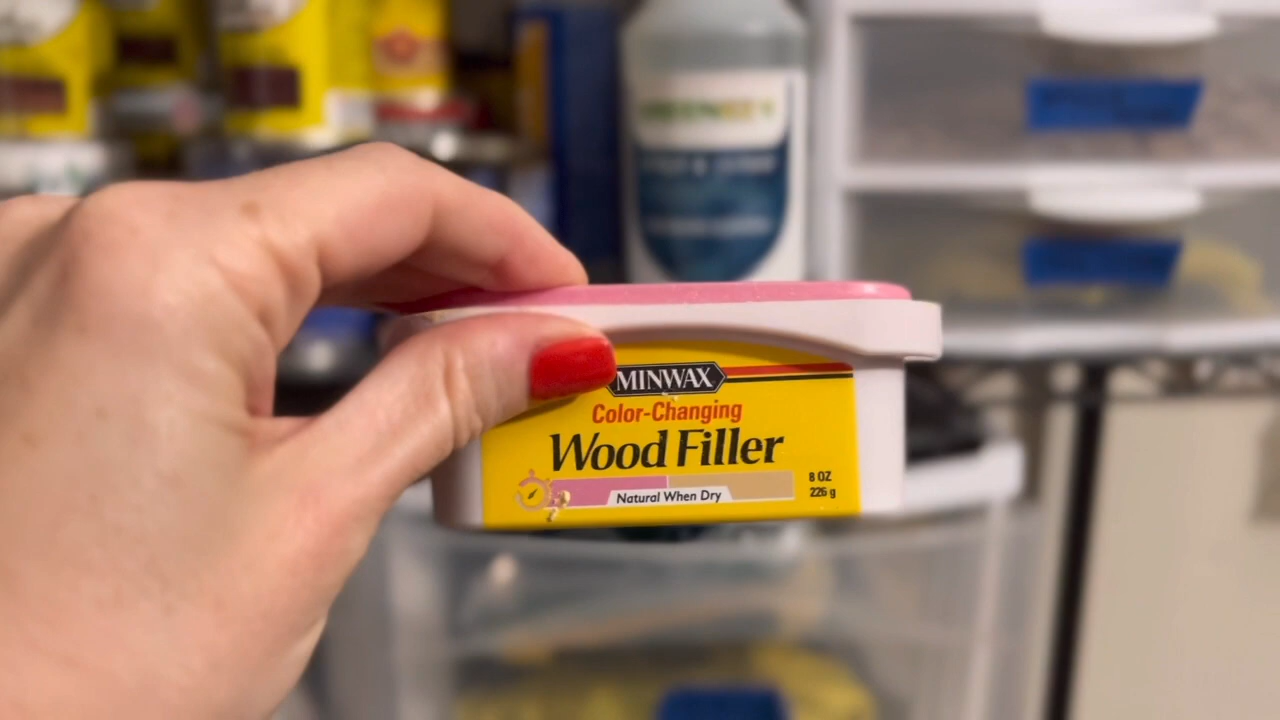 MINWAX
Color-Changing
Wood Filler
Natural When Dry
8 OZ
226 g